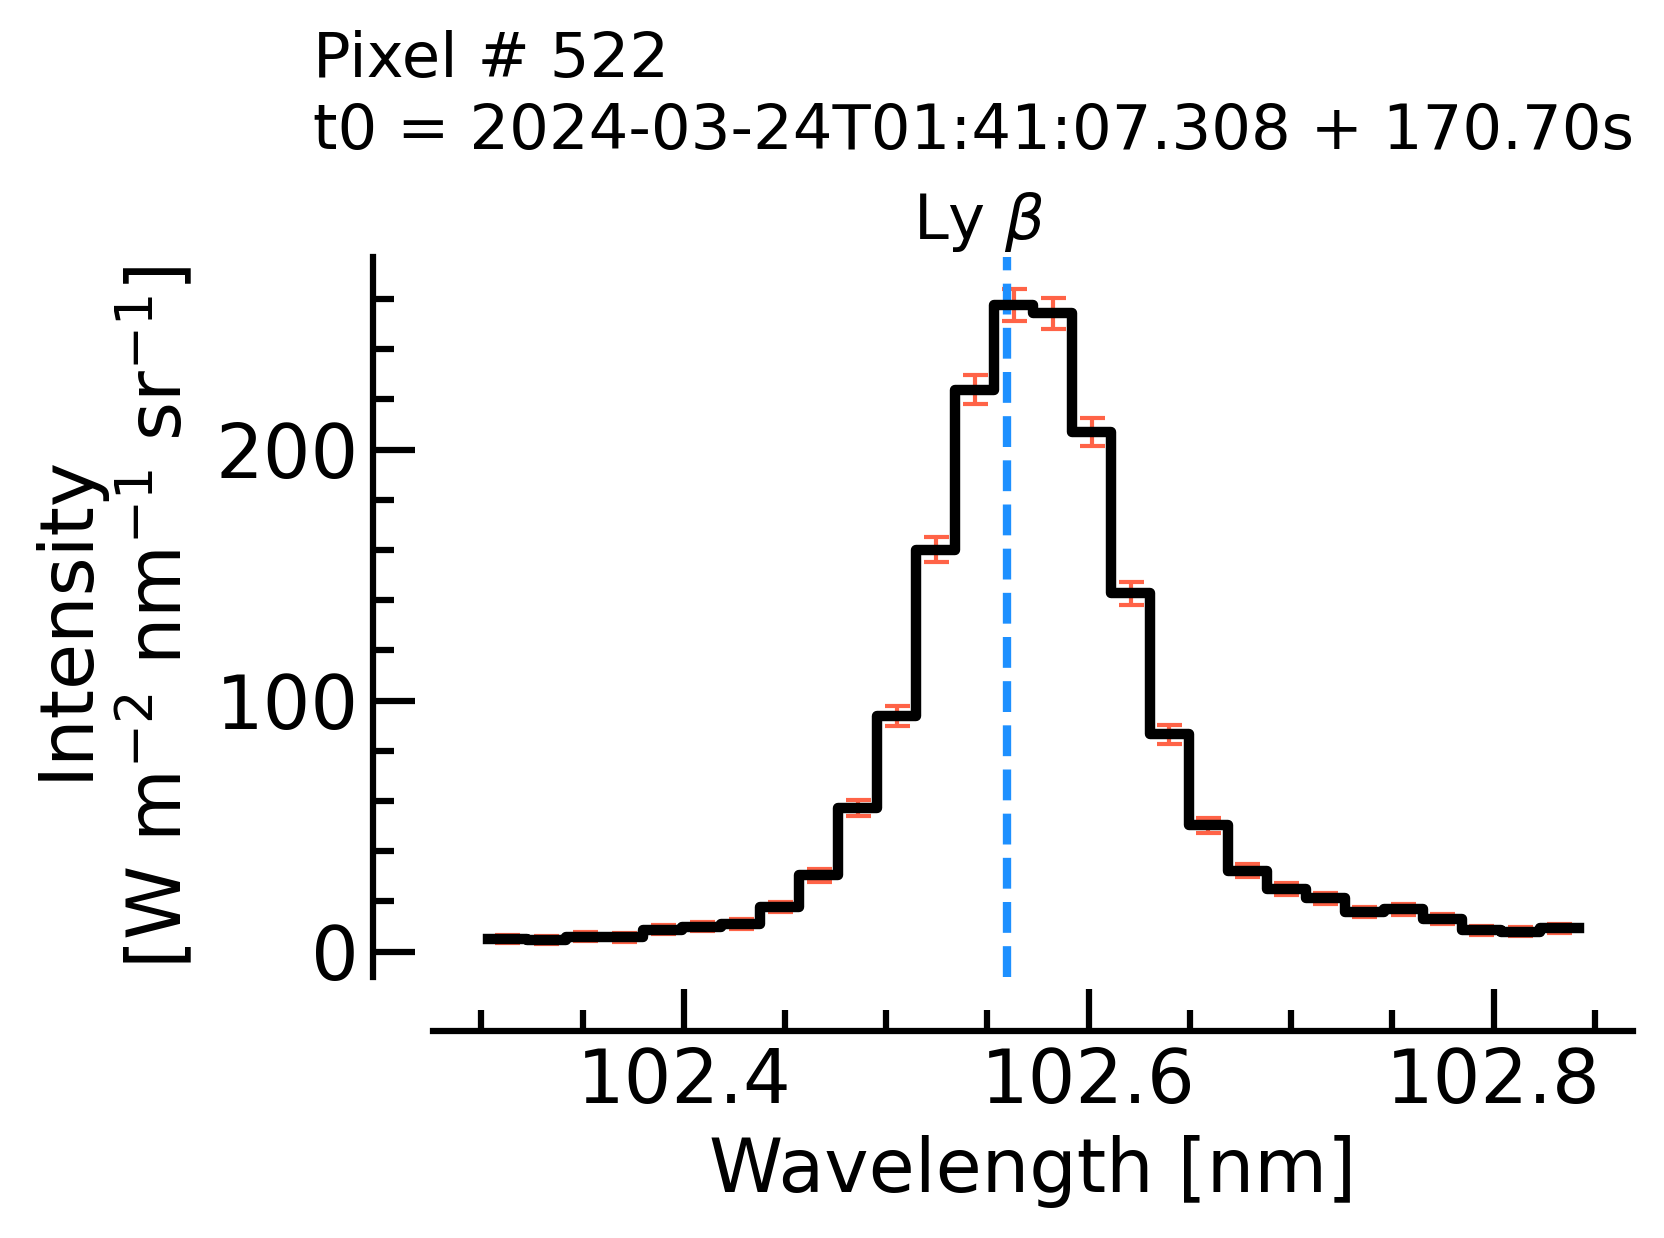 Pixel # 522
t0 = 2024-03-24T01:41:07.308 + 170.70s
Ly β
Intensity
[W m⁻² nm⁻¹ sr⁻¹]
200
100
0
102.4 102.6 102.8
Wavelength [nm]